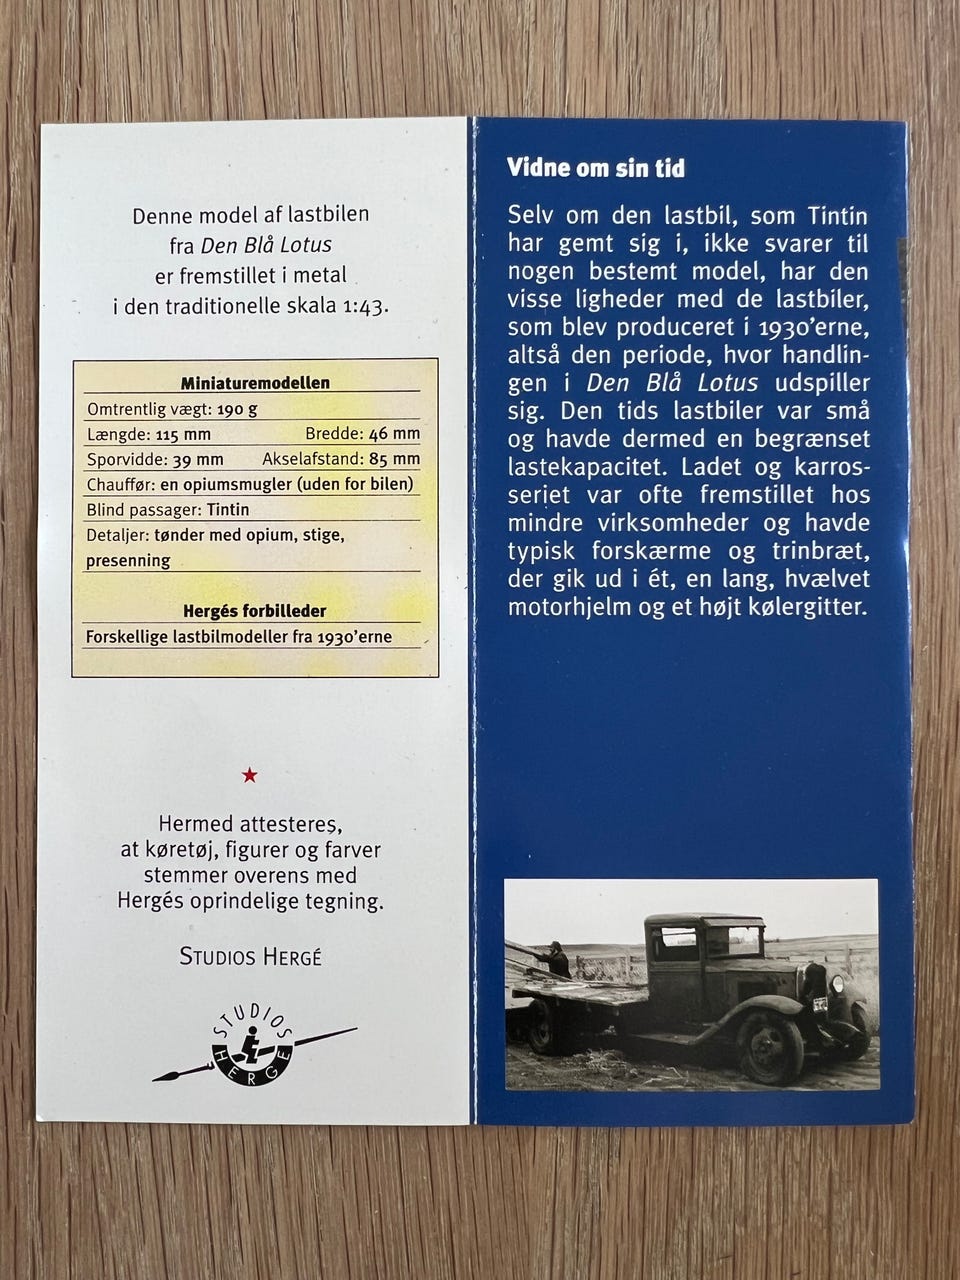 Denne model af lastbilen
fra Den Blå Lotus
er fremstillet i metal
i den traditionelle skala 1:43.
Miniaturemodellen
Omtrentlig vægt: 190 g
Længde: 115 mm Bredde: 46 mm
Sporvidde: 39 mm Akselafstand: 85 mm
Chauffør: en opiumsmugler (uden for bilen)
Blind passager: Tintin
Detaljer: tønder med opium, stige,
presenning
Hergés forbilleder
Forskellige lastbilmodeller fra 1930'erne
Hermed attesteres,
at køretøj, figurer og farver
stemmer overens med
Hergés oprindelige tegning.
STUDIOS HERGÉ
STUDIOS
HERGE
Vidne om sin tid
Selv om den lastbil, som Tintin
har gemt sig i, ikke svarer til
nogen bestemt model, har den
visse ligheder med de lastbiler,
som blev produceret i 1930'erne,
altså den periode, hvor handlin-
gen i Den Blå Lotus udspiller
sig. Den tids lastbiler var små
og havde dermed en begrænset
lastekapacitet. Ladet og karros-
seriet var ofte fremstillet hos
mindre virksomheder og havde
typisk forskærme og trinbræt,
der gik ud i ét, en lang, hvælvet
motorhjelm og et højt kølergitter.